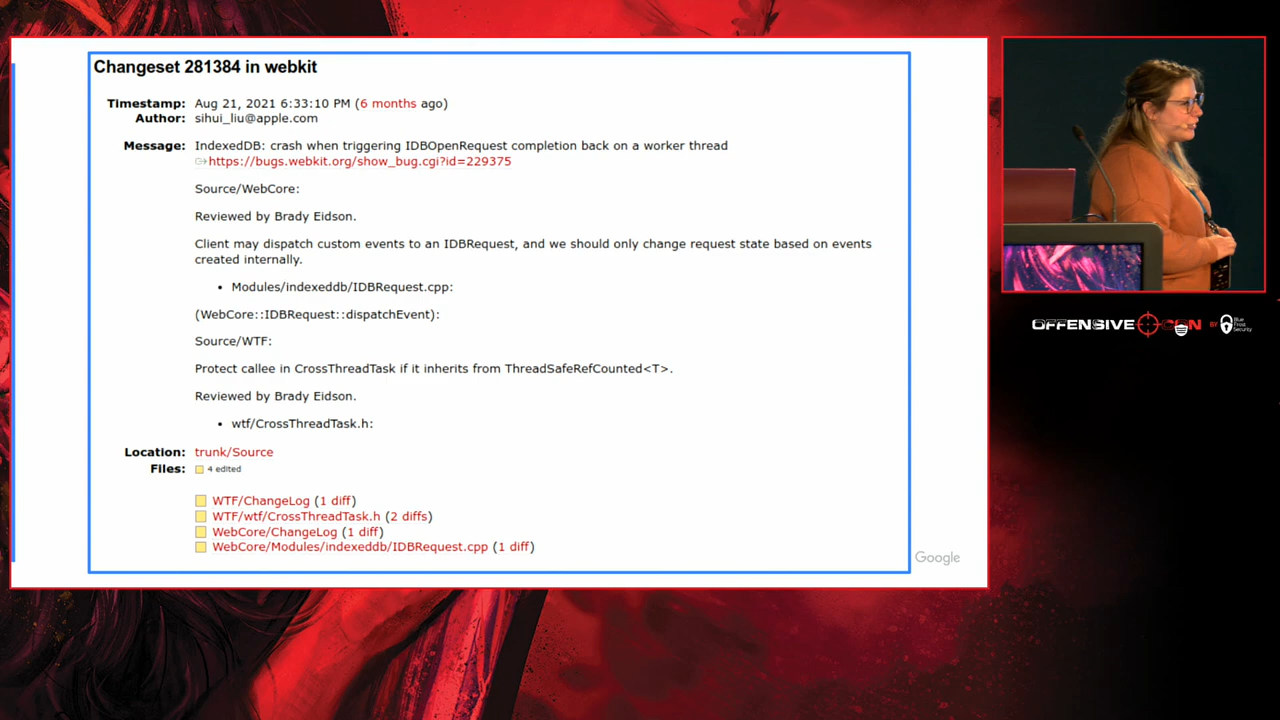 Changeset 281384 in webkit
Timestamp: Aug 21, 2021 6:33:10 PM (6 months ago)
Author: sihui_liu@apple.com
Message: IndexedDB: crash when triggering IDBOpenRequest completion back on a worker thread
https://bugs.webkit.org/show_bug.cgi?id=229375
Source/WebCore:
Reviewed by Brady Eidson.
Client may dispatch custom events to an IDBRequest, and we should only change request state based on events
created internally.
• Modules/indexeddb/IDBRequest.cpp:
(WebCore::IDBRequest::dispatchEvent):
Source/WTF:
Protect callee in CrossThreadTask if it inherits from ThreadSafeRefCounted<T>.
Reviewed by Brady Eidson.
• wtf/CrossThreadTask.h:
Location: trunk/Source
Files: 4 edited
WTF/ChangeLog (1 diff)
WTF/wtf/CrossThreadTask.h (2 diffs)
WebCore/ChangeLog (1 diff)
WebCore/Modules/indexeddb/IDBRequest.cpp (1 diff)
Google
OFFENSIVE CON BY Blue
Frost
Security